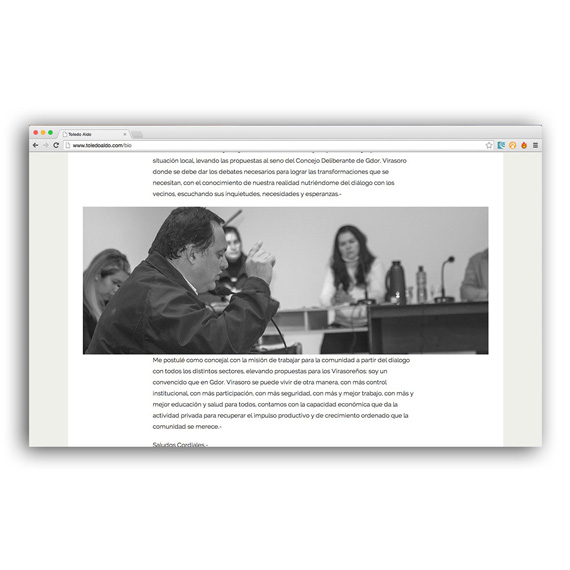 Toledo Aldo
www.toledoaldo.com/bio
situación local, levando las propuestas al seno del Concejo Deliberante de Gdor. Virasoro
donde se debe dar los debates necesarios para lograr las transformaciones que se
necesitan, con el conocimiento de nuestra realidad nutriéndome del diálogo con los
vecinos, escuchando sus inquietudes, necesidades y esperanzas.-
Me postulé como concejal con la misión de trabajar para la comunidad a partir del dialogo
con todos los distintos sectores, elevando propuestas para los Virasoreños: soy un
convencido que en Gdor. Virasoro se puede vivir de otra manera, con más control
institucional, con más participación, con más seguridad, con más y mejor trabajo, con más y
mejor educación y salud para todos, contamos con la capacidad económica que da la
actividad privada para recuperar el impulso productivo y de crecimiento ordenado que la
comunidad se merece.-
Saludos Cordiales.-